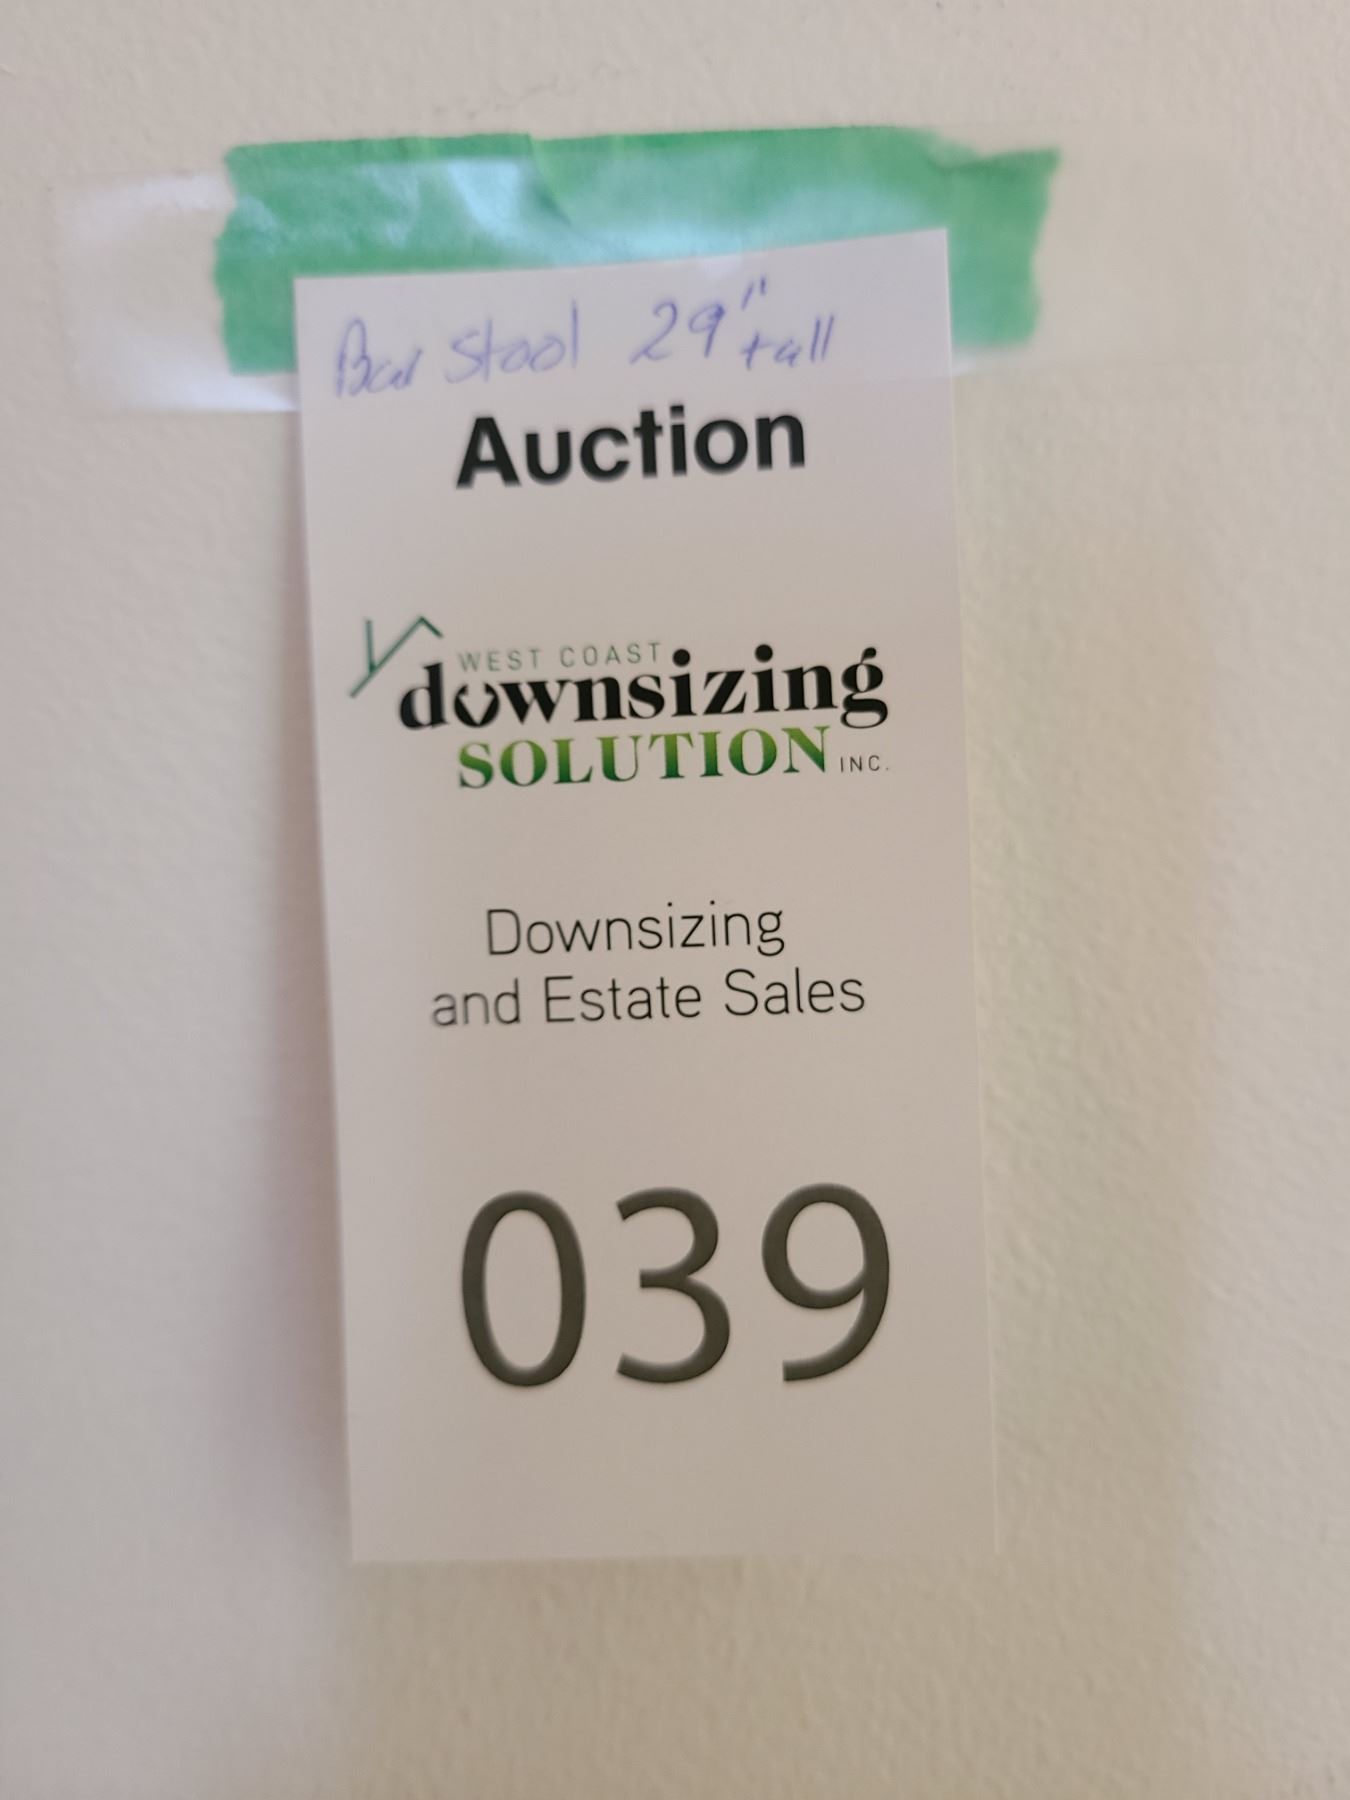 Bar Stool 29" tall
Auction
WEST COAST
downsizing
SOLUTION INC.
Downsizing
and Estate Sales
039